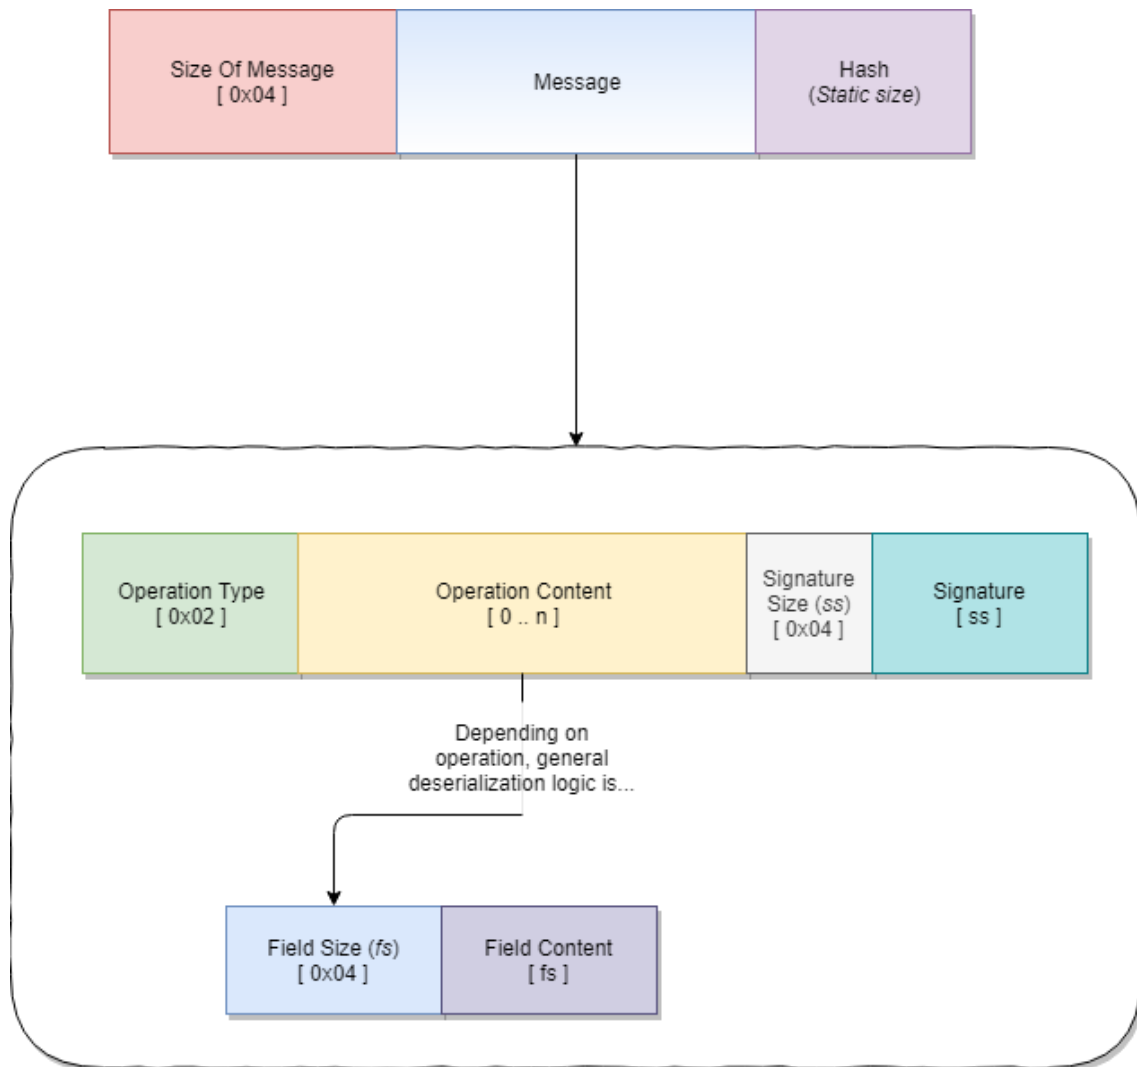 Size Of Message
[ 0x04 ]
Message
Hash
(Static size)
Operation Type
[ 0x02 ]
Operation Content
[ 0 .. n ]
Signature
Size (ss)
[ 0x04 ]
Signature
[ ss ]
Depending on
operation, general
deserialization logic is...
Field Size (fs)
[ 0x04 ]
Field Content
[ fs ]